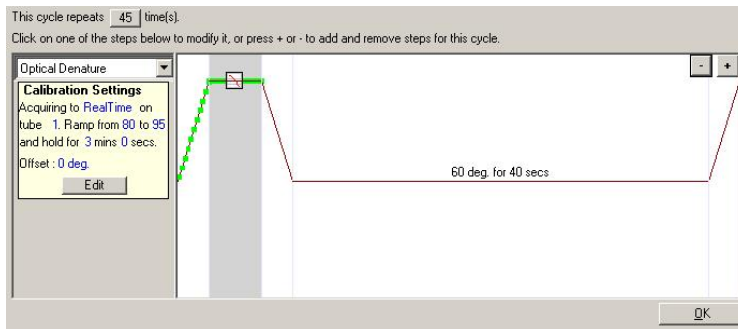 This cycle repeats 45 time(s).
Click on one of the steps below to modify it, or press + or - to add and remove steps for this cycle.
Optical Denature
- +
Calibration Settings
Acquiring to RealTime on
tube 1. Ramp from 80 to 95
and hold for 3 mins 0 secs.
Offset : 0 deg.
Edit
60 deg. for 40 secs
OK